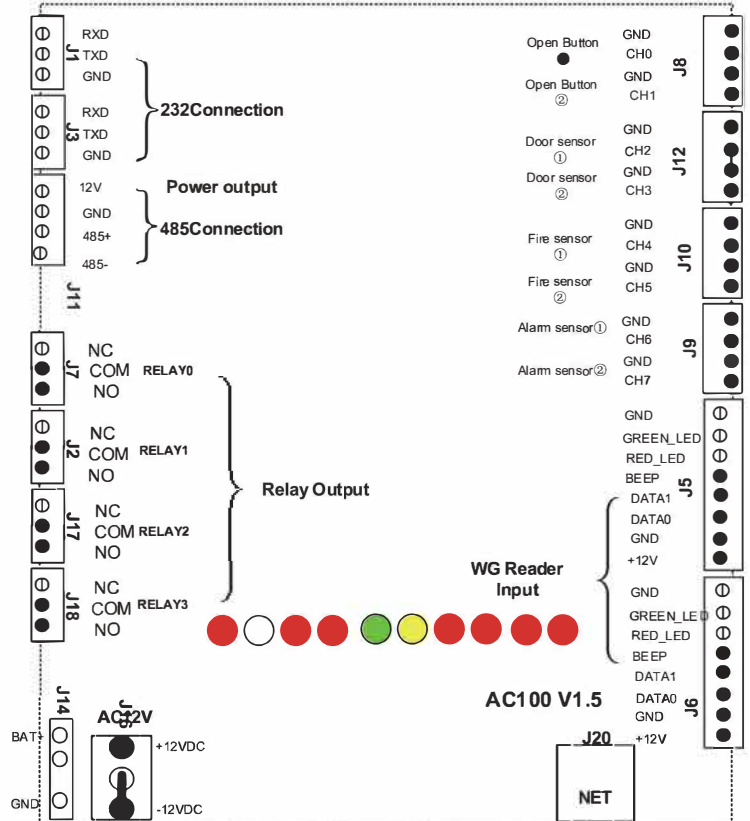 RXD
TXD
GND
J1
RXD
TXD
GND
J3
232Connection
12V
GND
485+
485-
J11
Power output
485Connection
NC
COM
NO
J7
RELAY0
NC
COM
NO
J2
RELAY1
NC
COM
NO
J17
RELAY2
NC
COM
NO
J18
RELAY3
Relay Output
Open Button
●
Open Button
②
GND
CH0
GND
CH1
J8
Door sensor
①
Door sensor
②
GND
CH2
GND
CH3
J12
Fire sensor
①
Fire sensor
②
GND
CH4
GND
CH5
J10
Alarm sensor①
Alarm sensor②
GND
CH6
GND
CH7
J9
GND
GREEN_LED
RED_LED
BEEP
DATA1
DATA0
GND
+12V
J5
WG Reader
Input
GND
GREEN_LED
RED_LED
BEEP
DATA1
DATA0
GND
+12V
J6
AC100 V1.5
J14
BAT+
GND
AC12V
+12VDC
-12VDC
J20
NET